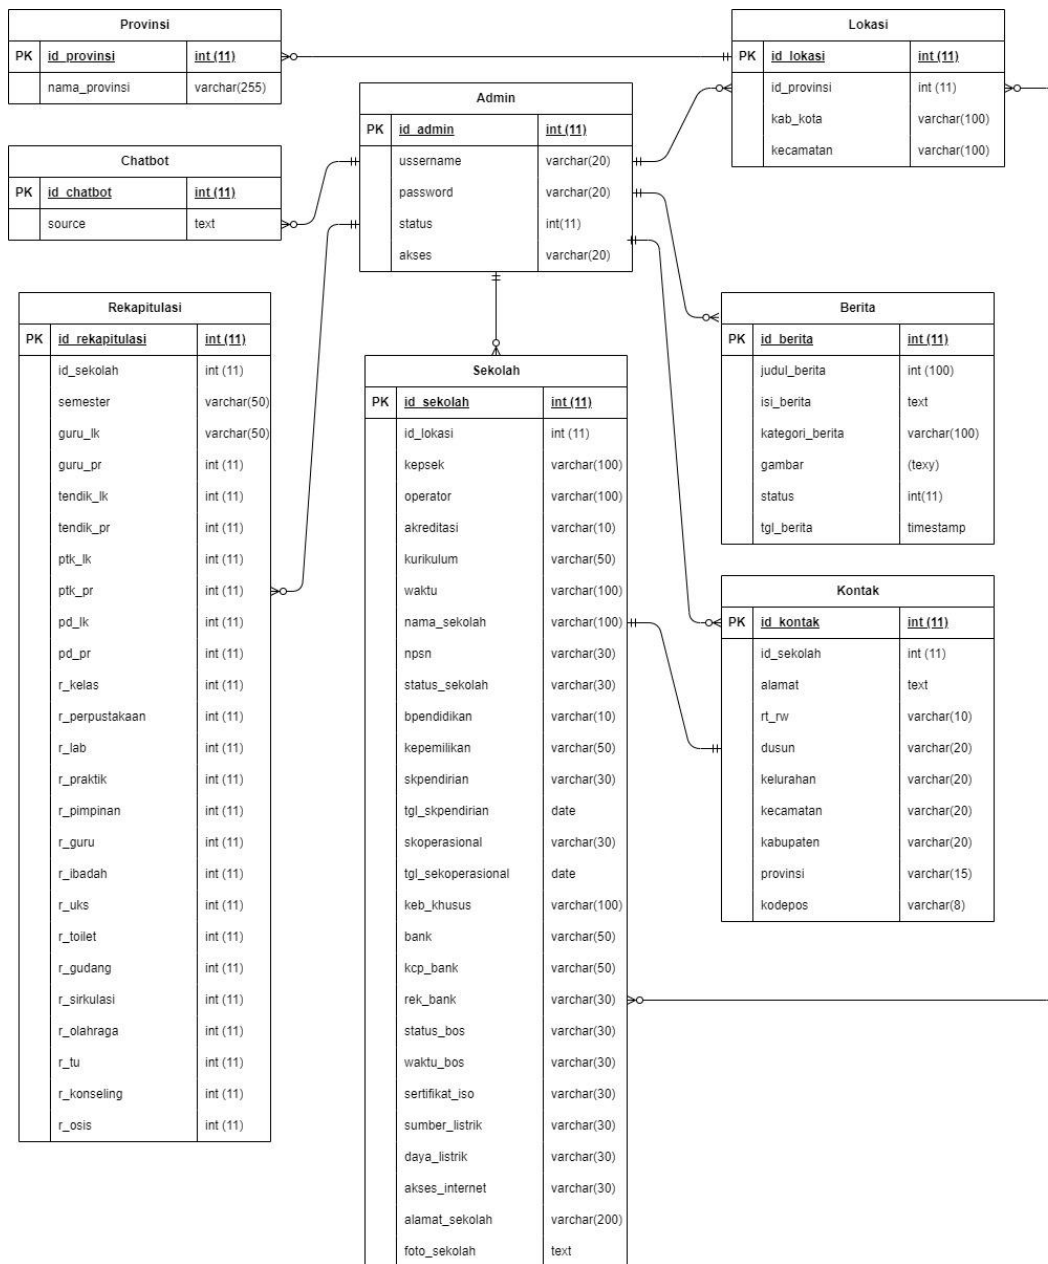 Provinsi
PK id_provinsi int (11)
nama_provinsi varchar(255)
Lokasi
PK id_lokasi int (11)
id_provinsi int (11)
kab_kota varchar(100)
kecamatan varchar(100)
Admin
PK id_admin int (11)
ussername varchar(20)
password varchar(20)
status int(11)
akses varchar(20)
Chatbot
PK id_chatbot int (11)
source text
Rekapitulasi
PK id_rekapitulasi int (11)
id_sekolah int (11)
semester varchar(50)
guru_lk varchar(50)
guru_pr int (11)
tendik_lk int (11)
tendik_pr int (11)
ptk_lk int (11)
ptk_pr int (11)
pd_lk int (11)
pd_pr int (11)
r_kelas int (11)
r_perpustakaan int (11)
r_lab int (11)
r_praktik int (11)
r_pimpinan int (11)
r_guru int (11)
r_ibadah int (11)
r_uks int (11)
r_toilet int (11)
r_gudang int (11)
r_sirkulasi int (11)
r_olahraga int (11)
r_tu int (11)
r_konseling int (11)
r_osis int (11)
Sekolah
PK id_sekolah int (11)
id_lokasi int (11)
kepsek varchar(100)
operator varchar(100)
akreditasi varchar(10)
kurikulum varchar(50)
waktu varchar(100)
nama_sekolah varchar(100)
npsn varchar(30)
status_sekolah varchar(30)
bpendidikan varchar(10)
kepemilikan varchar(50)
skpendirian varchar(30)
tgl_skpendirian date
skoperasional varchar(30)
tgl_sekoperasional date
keb_khusus varchar(100)
bank varchar(50)
kcp_bank varchar(50)
rek_bank varchar(30)
status_bos varchar(30)
waktu_bos varchar(30)
sertifikat_iso varchar(30)
sumber_listrik varchar(30)
daya_listrik varchar(30)
akses_internet varchar(30)
alamat_sekolah varchar(200)
foto_sekolah text
Berita
PK id_berita int (11)
judul_berita int (100)
isi_berita text
kategori_berita varchar(100)
gambar (texy)
status int(11)
tgl_berita timestamp
Kontak
PK id_kontak int (11)
id_sekolah int (11)
alamat text
rt_rw varchar(10)
dusun varchar(20)
kelurahan varchar(20)
kecamatan varchar(20)
kabupaten varchar(20)
provinsi varchar(15)
kodepos varchar(8)